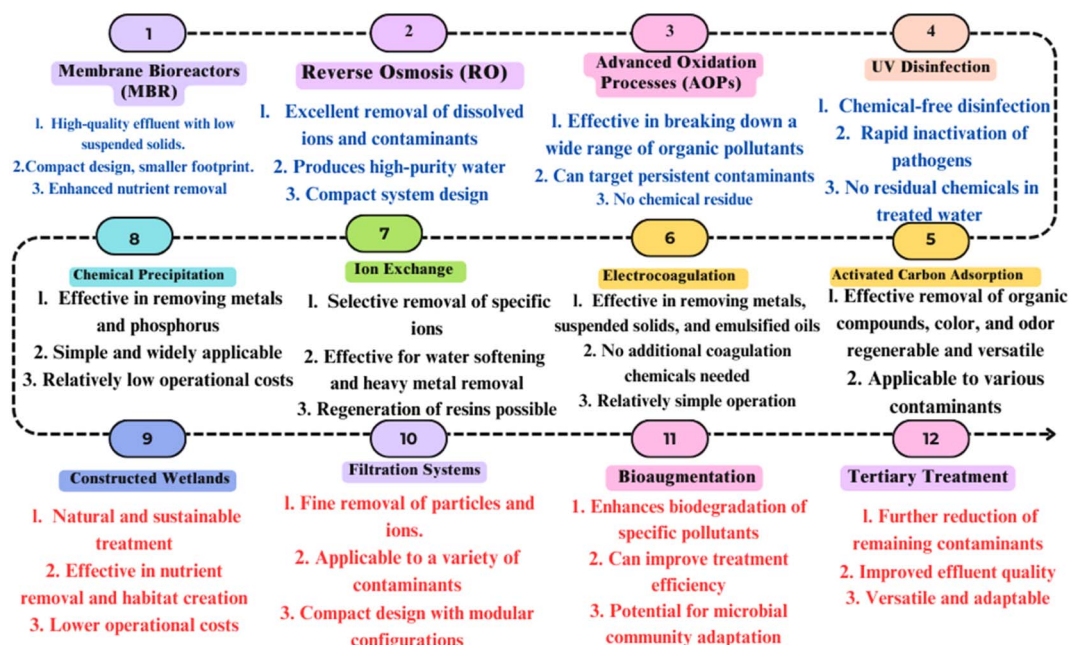 1
Membrane Bioreactors
(MBR)
1. High-quality effluent with low
suspended solids.
2.Compact design, smaller footprint.
3. Enhanced nutrient removal
2
Reverse Osmosis (RO)
1. Excellent removal of dissolved
ions and contaminants
2. Produces high-purity water
3. Compact system design
3
Advanced Oxidation
Processes (AOPs)
1. Effective in breaking down a
wide range of organic pollutants
2. Can target persistent contaminants
3. No chemical residue
4
UV Disinfection
1. Chemical-free disinfection
2. Rapid inactivation of
pathogens
3. No residual chemicals in
treated water
8
Chemical Precipitation
1. Effective in removing metals
and phosphorus
2. Simple and widely applicable
3. Relatively low operational costs
7
Ion Exchange
1. Selective removal of specific
ions
2. Effective for water softening
and heavy metal removal
3. Regeneration of resins possible
6
Electrocoagulation
1. Effective in removing metals,
suspended solids, and emulsified oils
2. No additional coagulation
chemicals needed
3. Relatively simple operation
5
Activated Carbon Adsorption
1. Effective removal of organic
compounds, color, and odor
regenerable and versatile
2. Applicable to various
contaminants
9
Constructed Wetlands
1. Natural and sustainable
treatment
2. Effective in nutrient
removal and habitat creation
3. Lower operational costs
10
Filtration Systems
1. Fine removal of particles and
ions.
2. Applicable to a variety of
contaminants
3. Compact design with modular
configurations
11
Bioaugmentation
1. Enhances biodegradation of
specific pollutants
2. Can improve treatment
efficiency
3. Potential for microbial
community adaptation
12
Tertiary Treatment
1. Further reduction of
remaining contaminants
2. Improved effluent quality
3. Versatile and adaptable